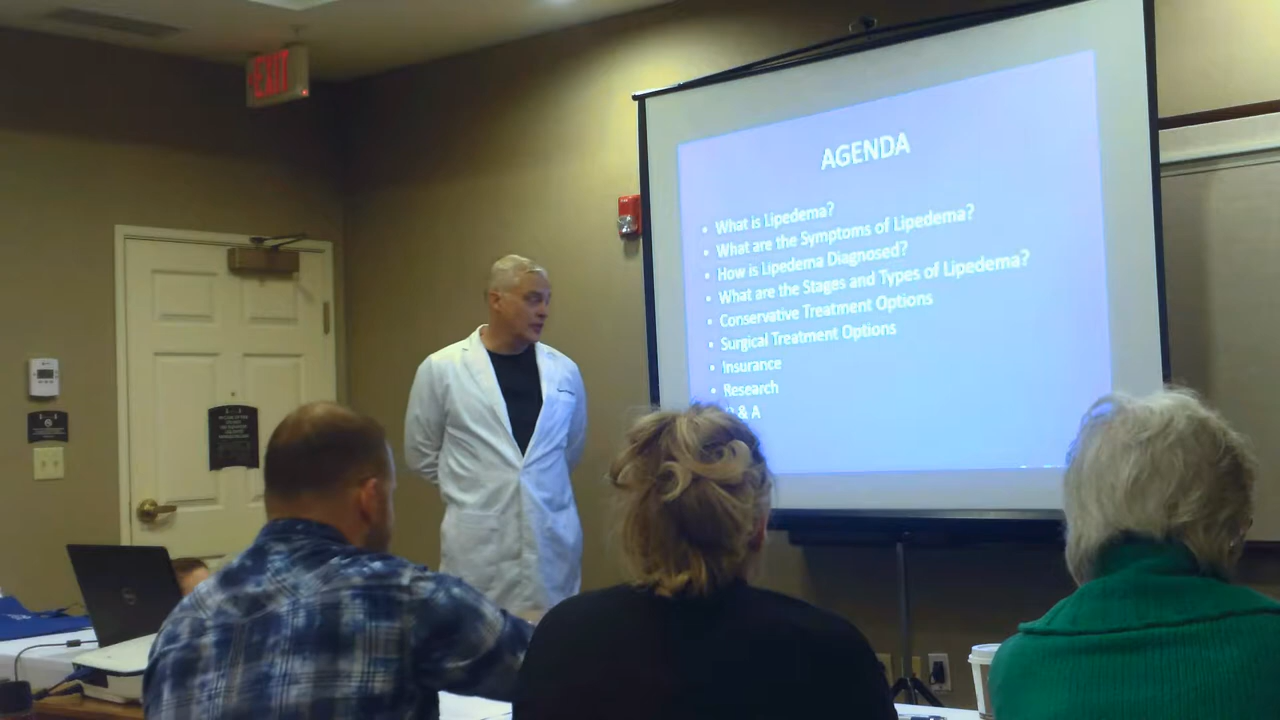 EXIT
AGENDA
• What is Lipedema?
• What are the Symptoms of Lipedema?
• How is Lipedema Diagnosed?
• What are the Stages and Types of Lipedema?
• Conservative Treatment Options
• Surgical Treatment Options
• Insurance
• Research
& A
DELL